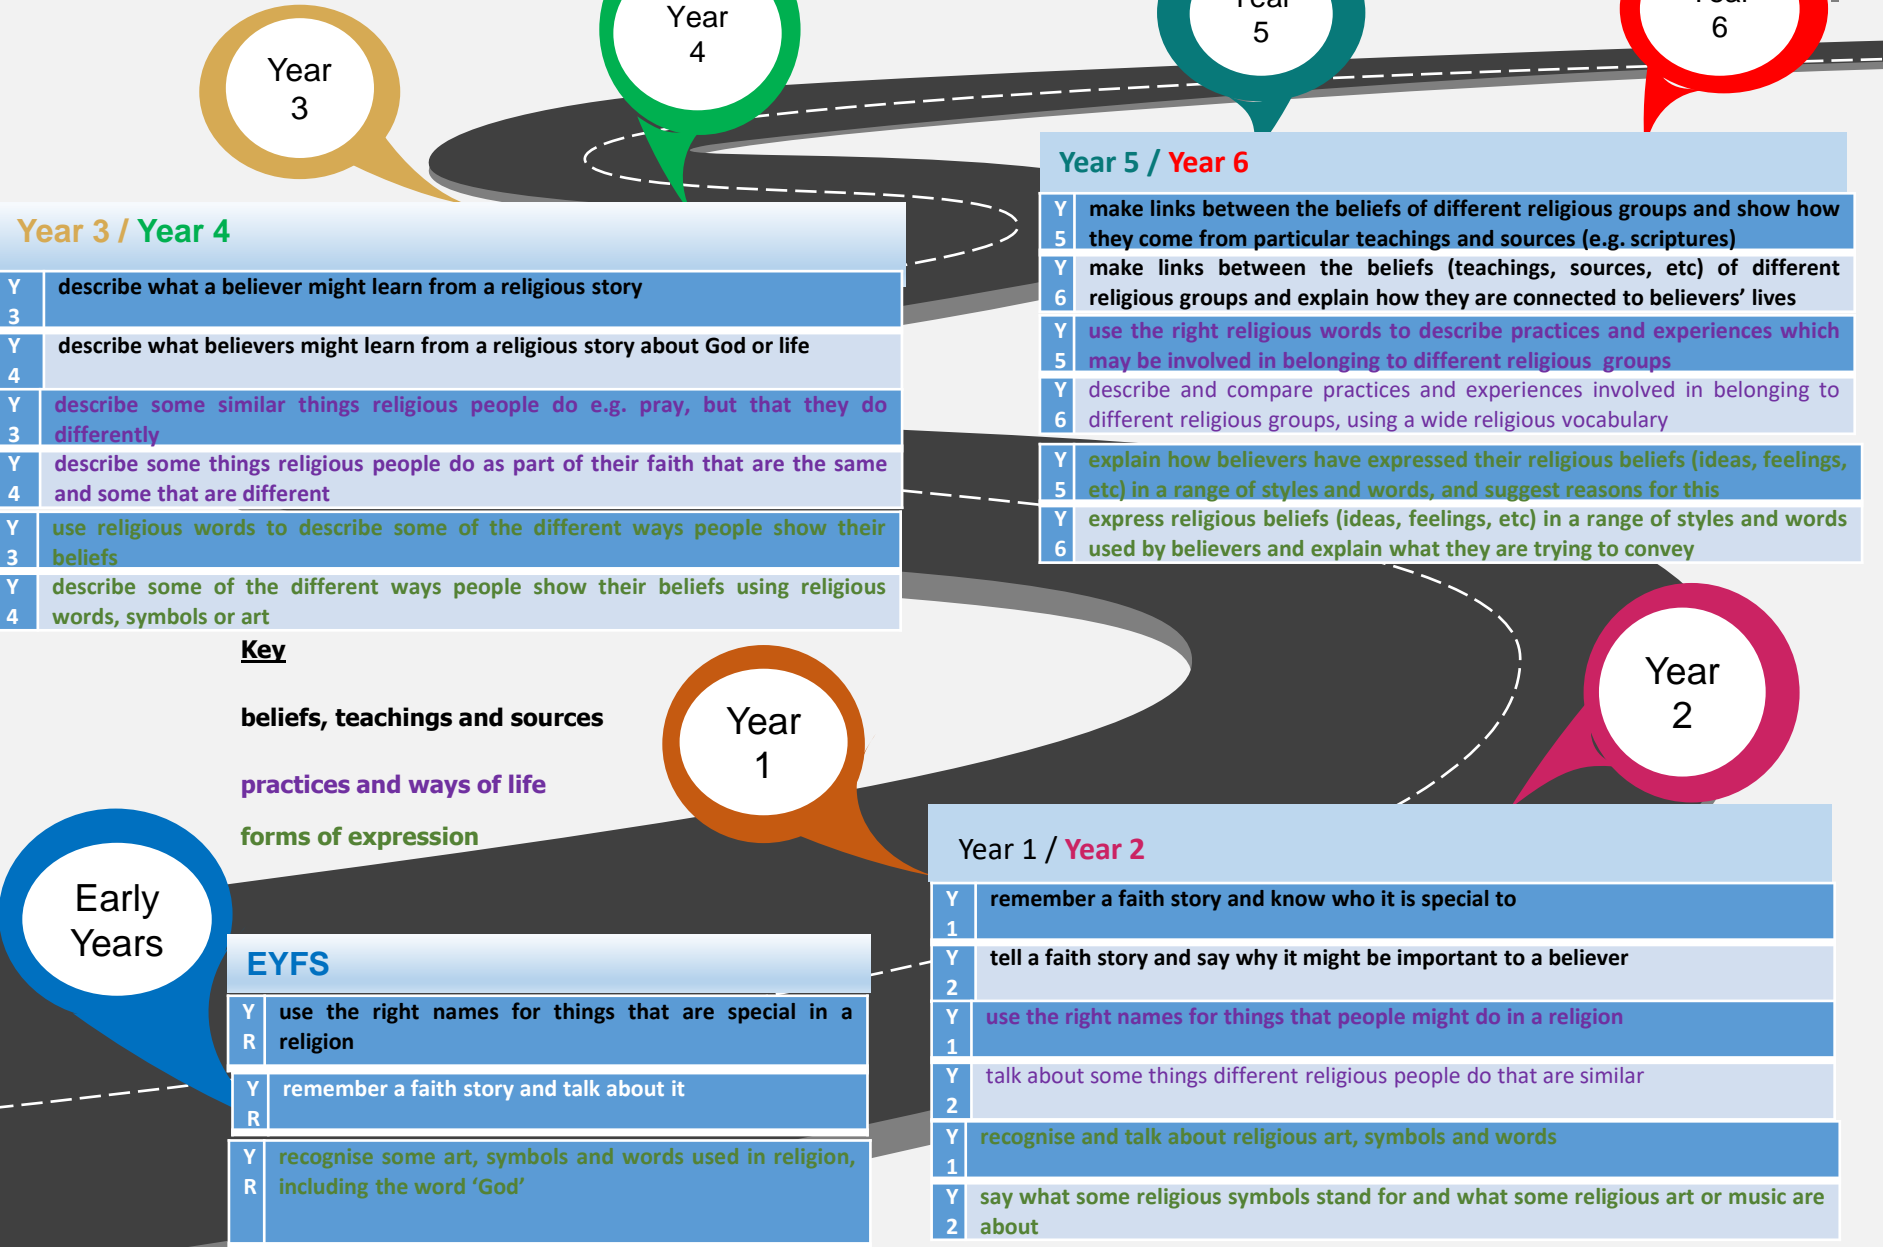 Year
3
Year
4
Year
5
Year
6
Year 3 / Year 4
Y
3
describe what a believer might learn from a religious story
Y
4
describe what believers might learn from a religious story about God or life
Y
3
describe some similar things religious people do e.g. pray, but that they do
differently
Y
4
describe some things religious people do as part of their faith that are the same
and some that are different
Y
3
use religious words to describe some of the different ways people show their
beliefs
Y
4
describe some of the different ways people show their beliefs using religious
words, symbols or art
Year 5 / Year 6
Y
5
make links between the beliefs of different religious groups and show how
they come from particular teachings and sources (e.g. scriptures)
Y
6
make links between the beliefs (teachings, sources, etc) of different
religious groups and explain how they are connected to believers’ lives
Y
5
use the right religious words to describe practices and experiences which
may be involved in belonging to different religious groups
Y
6
describe and compare practices and experiences involved in belonging to
different religious groups, using a wide religious vocabulary
Y
5
explain how believers have expressed their religious beliefs (ideas, feelings,
etc) in a range of styles and words, and suggest reasons for this
Y
6
express religious beliefs (ideas, feelings, etc) in a range of styles and words
used by believers and explain what they are trying to convey
Key
beliefs, teachings and sources
practices and ways of life
forms of expression
Year
1
Year
2
Early
Years
EYFS
Y
R
use the right names for things that are special in a
religion
Y
R
remember a faith story and talk about it
Y
R
recognise some art, symbols and words used in religion,
including the word ‘God’
Year 1 / Year 2
Y
1
remember a faith story and know who it is special to
Y
2
tell a faith story and say why it might be important to a believer
Y
1
use the right names for things that people might do in a religion
Y
2
talk about some things different religious people do that are similar
Y
1
recognise and talk about religious art, symbols and words
Y
2
say what some religious symbols stand for and what some religious art or music are
about